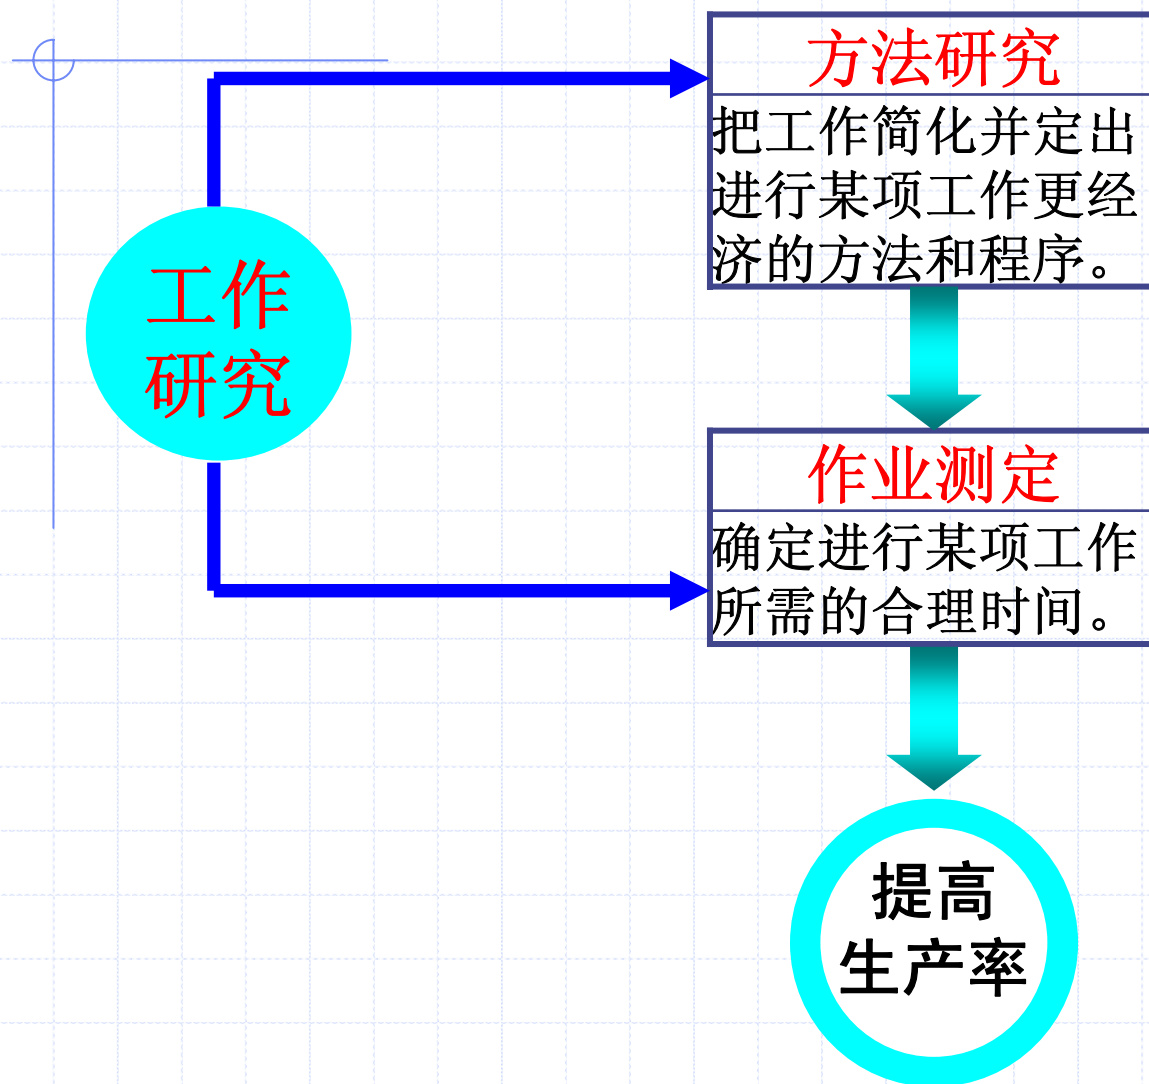 工作
研究
方法研究
把工作简化并定出
进行某项工作更经
济的方法和程序。
作业测定
确定进行某项工作
所需的合理时间。
提高
生产率